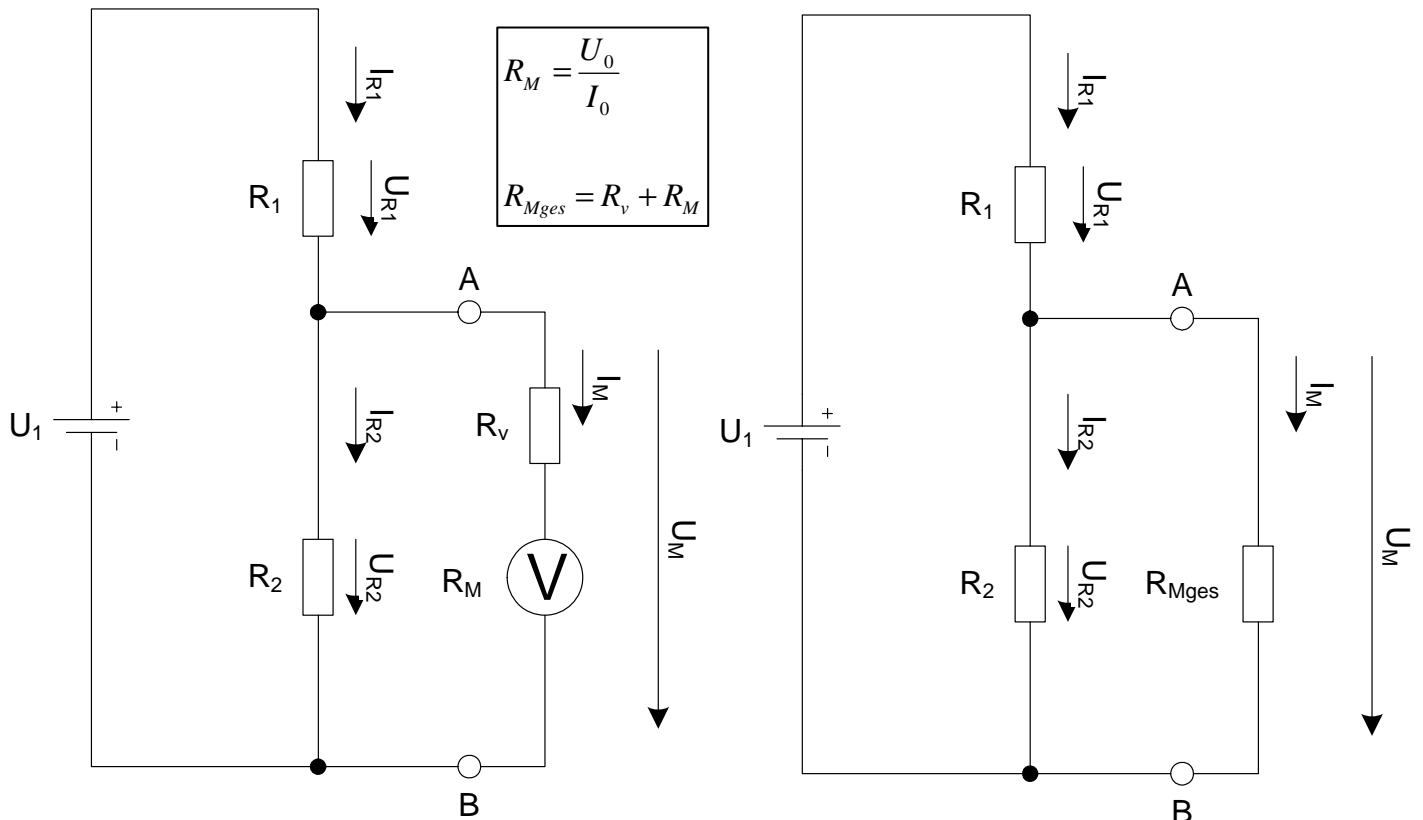 I_R1
R_M = U_0 / I_0
R_1
U_R1
R_Mges = R_v + R_M
A
I_M
U_1
+
−
I_R2
R_v
U_M
R_2
U_R2
R_M
V
B
I_R1
R_1
U_R1
A
I_M
U_1
+
−
I_R2
U_M
R_2
U_R2
R_Mges
B